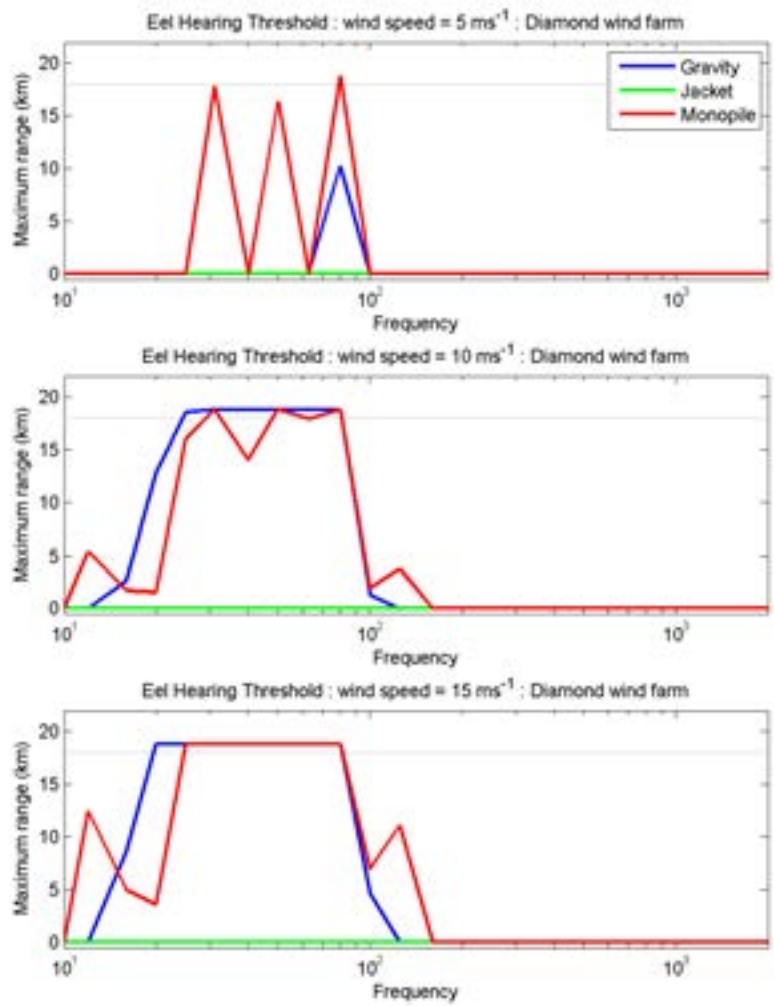 Eel Hearing Threshold : wind speed = 5 ms⁻¹ : Diamond wind farm
20
15
10
5
0
Maximum range (km)
Gravity
Jacket
Monopile
10¹ 10² 10³
Frequency
Eel Hearing Threshold : wind speed = 10 ms⁻¹ : Diamond wind farm
20
15
10
5
0
Maximum range (km)
10¹ 10² 10³
Frequency
Eel Hearing Threshold : wind speed = 15 ms⁻¹ : Diamond wind farm
20
15
10
5
0
Maximum range (km)
10¹ 10² 10³
Frequency